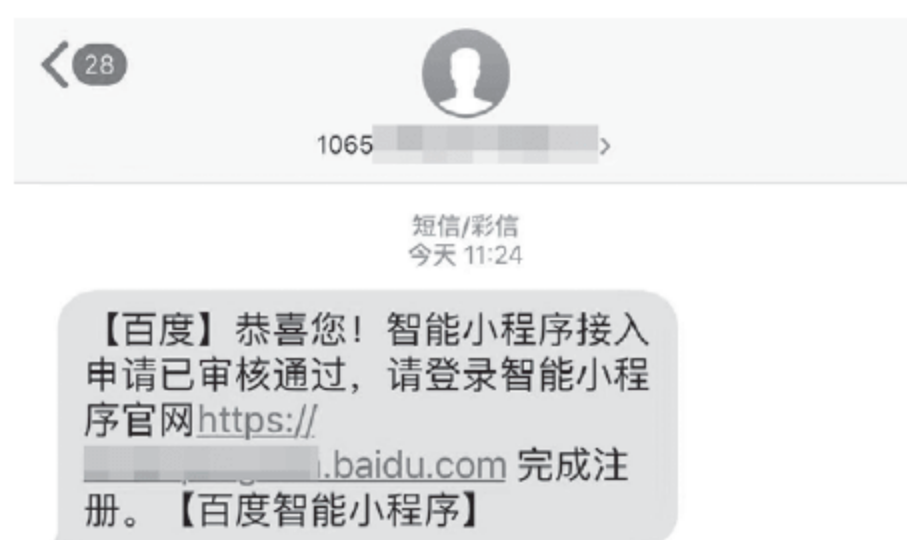 28
1065
短信/彩信
今天 11:24
【百度】恭喜您！智能小程序接入
申请已审核通过，请登录智能小程
序官网https://
.baidu.com 完成注
册。【百度智能小程序】